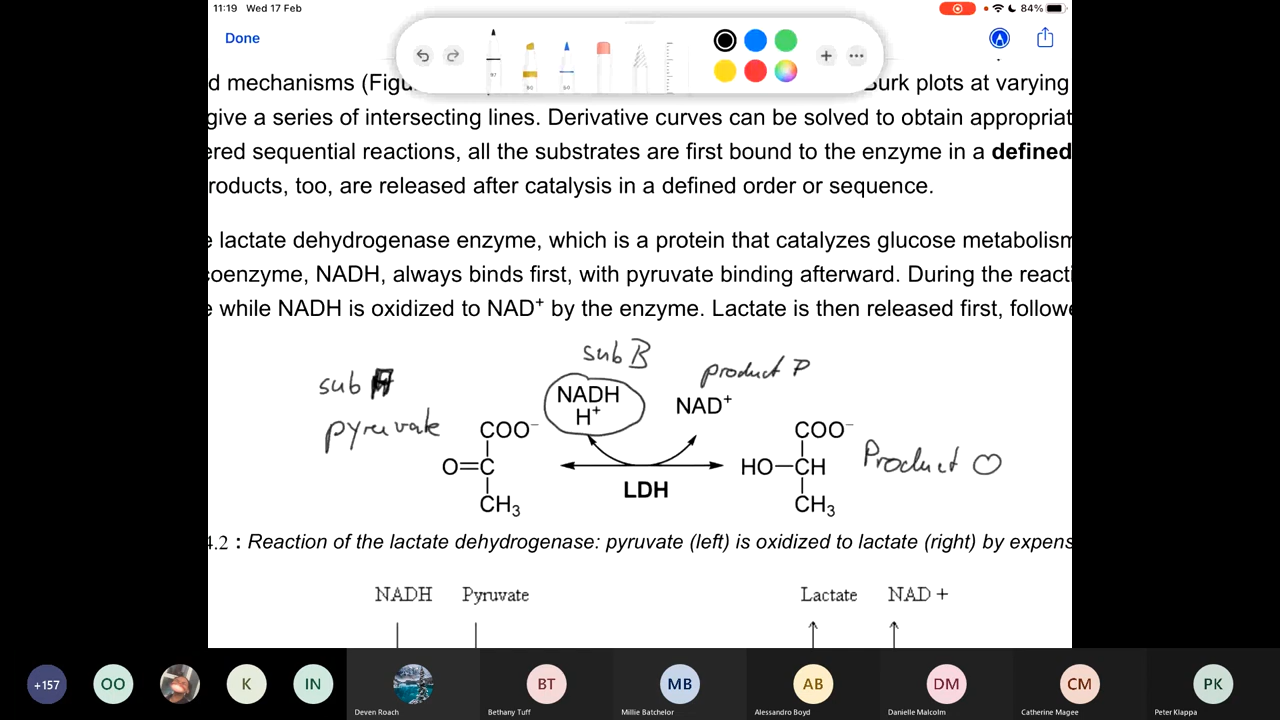 11:19 Wed 17 Feb
84%
Done
d mechanisms (Figu
Burk plots at varying
give a series of intersecting lines. Derivative curves can be solved to obtain appropriat
ered sequential reactions, all the substrates are first bound to the enzyme in a defined
roducts, too, are released after catalysis in a defined order or sequence.
e lactate dehydrogenase enzyme, which is a protein that catalyzes glucose metabolism
coenzyme, NADH, always binds first, with pyruvate binding afterward. During the reacti
e while NADH is oxidized to NAD⁺ by the enzyme. Lactate is then released first, followe
sub B
product P
sub A
NADH
H⁺
NAD⁺
pyruvate
COO⁻
COO⁻
O=C
HO—CH
Product O
LDH
CH₃
CH₃
4.2 : Reaction of the lactate dehydrogenase: pyruvate (left) is oxidized to lactate (right) by expens
NADH Pyruvate Lactate NAD +
+157 OO K IN BT MB AB DM CM PK
Deven Roach Bethany Tuff Millie Batchelor Alessandro Boyd Danielle Malcolm Catherine Magee Peter Klappa